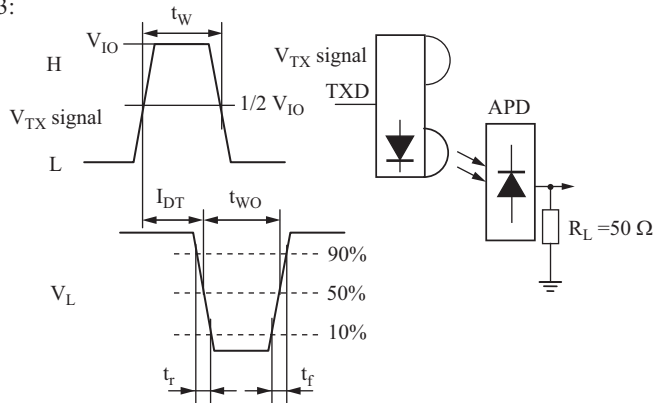 3:
t_W
V_IO
H
V_TX signal
1/2 V_IO
L
V_TX signal
TXD
APD
R_L =50 Ω
I_DT
t_WO
90%
V_L
50%
10%
t_r
t_f